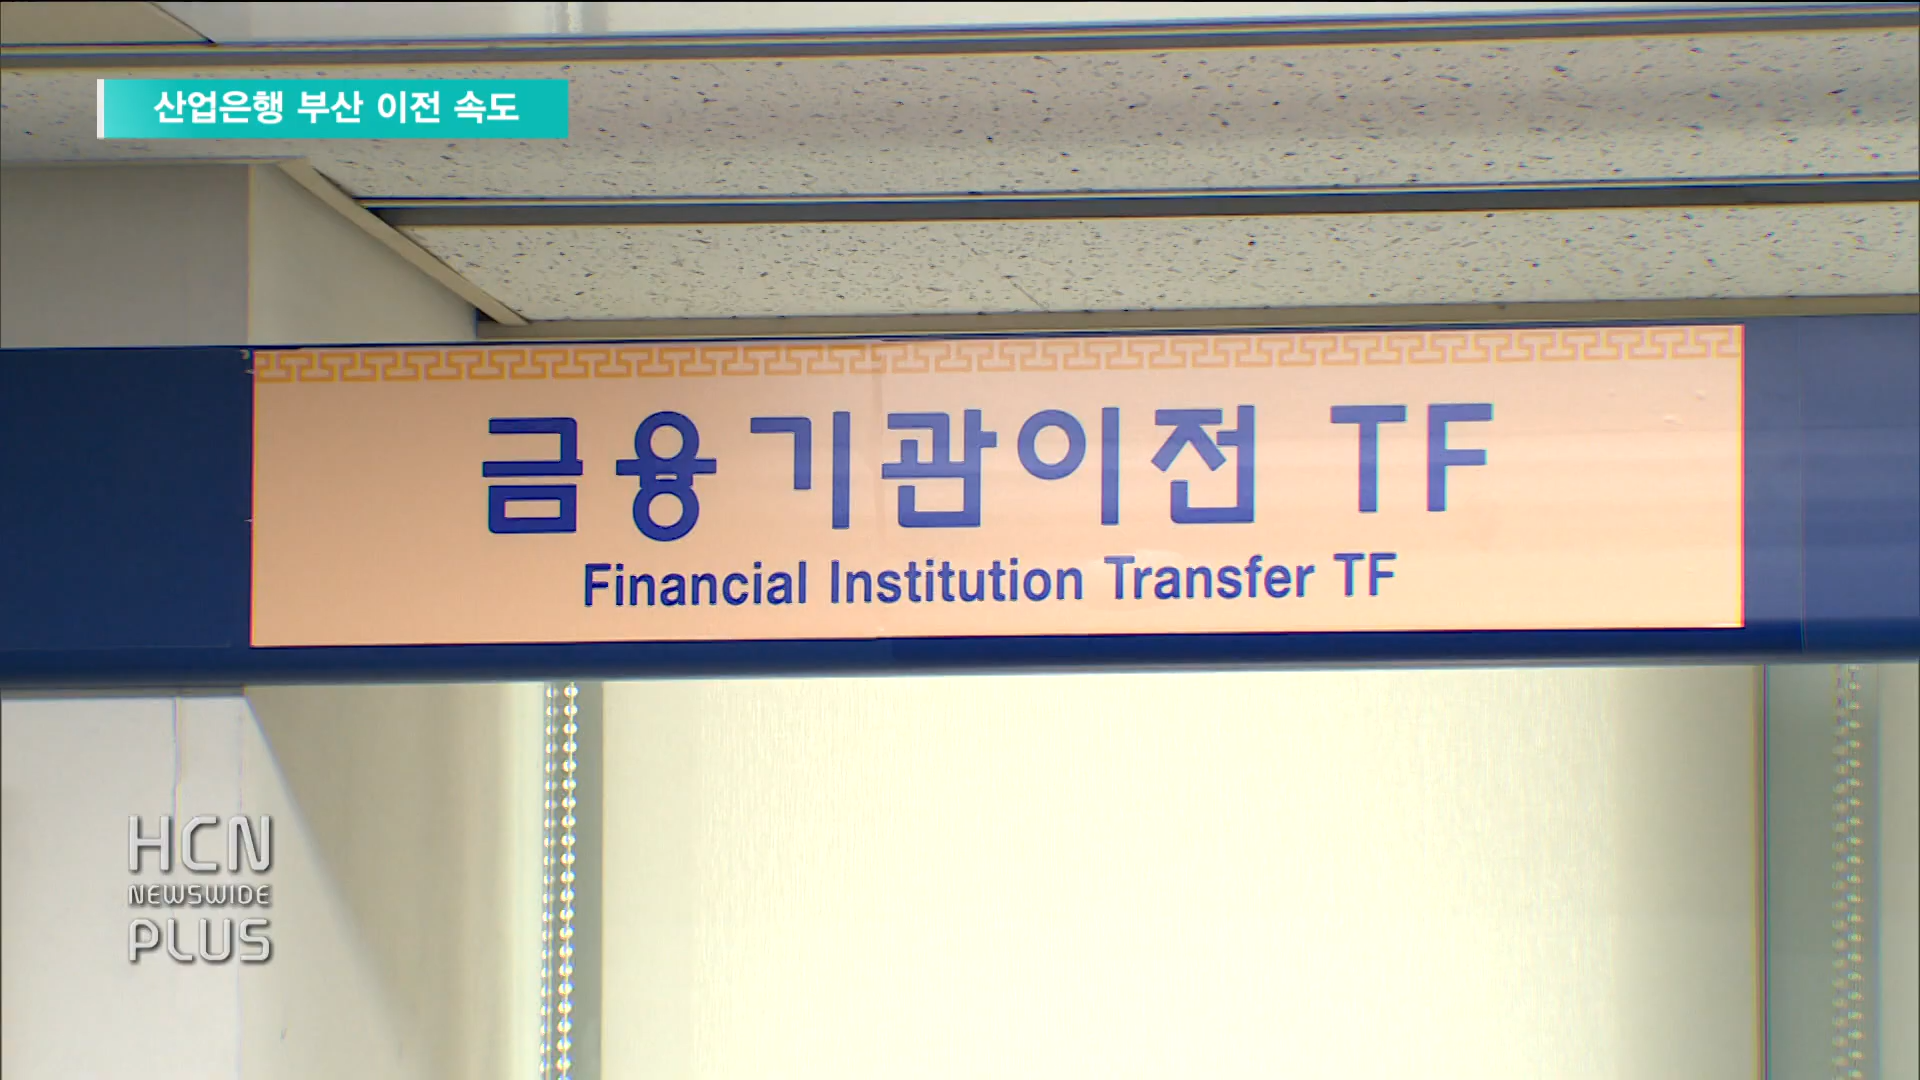 산업은행 부산 이전 속도
금융기관이전 TF
Financial Institution Transfer TF
HCN
NEWSWIDE
PLUS